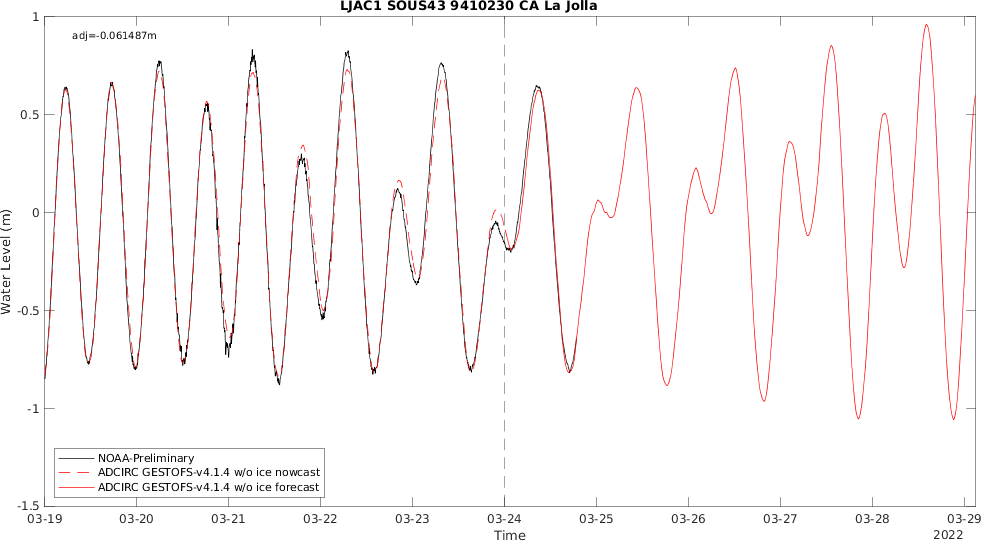 LJAC1 SOUS43 9410230 CA La Jolla
adj=-0.061487m
1
0.5
0
-0.5
-1
-1.5
Water Level (m)
NOAA-Preliminary
ADCIRC GESTOFS-v4.1.4 w/o ice nowcast
ADCIRC GESTOFS-v4.1.4 w/o ice forecast
03-19 03-20 03-21 03-22 03-23 03-24 03-25 03-26 03-27 03-28 03-29
Time
2022